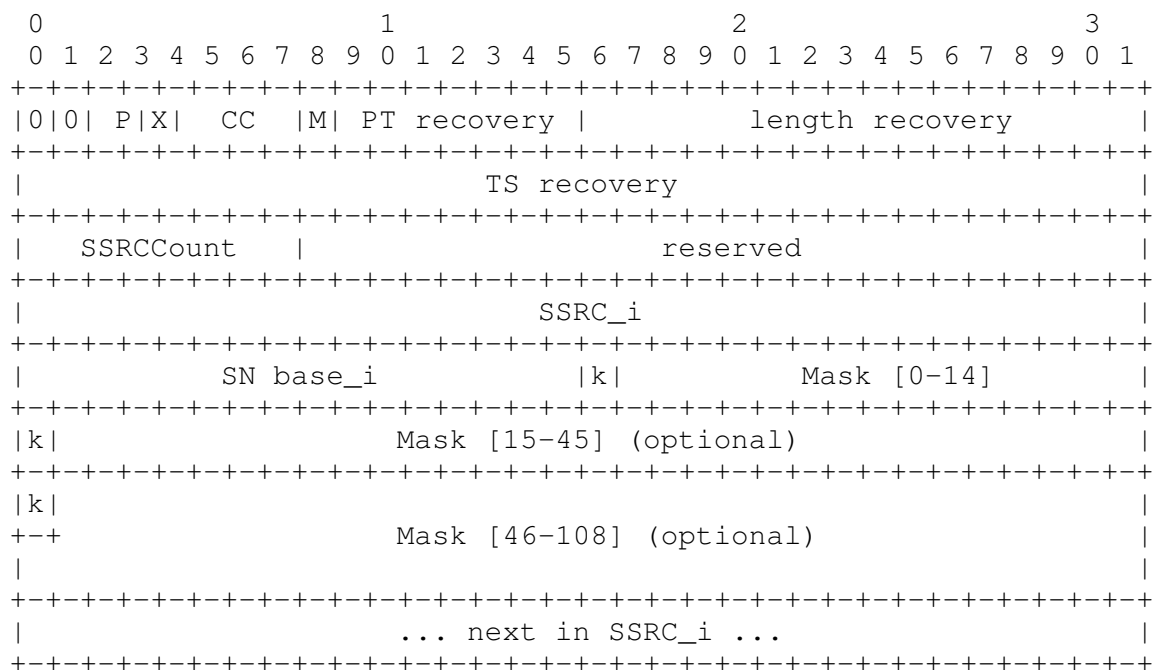 0                   1                   2                   3
 0 1 2 3 4 5 6 7 8 9 0 1 2 3 4 5 6 7 8 9 0 1 2 3 4 5 6 7 8 9 0 1
+-+-+-+-+-+-+-+-+-+-+-+-+-+-+-+-+-+-+-+-+-+-+-+-+-+-+-+-+-+-+-+-+
|0|0| P|X|  CC  |M| PT recovery |        length recovery        |
+-+-+-+-+-+-+-+-+-+-+-+-+-+-+-+-+-+-+-+-+-+-+-+-+-+-+-+-+-+-+-+-+
|                          TS recovery                          |
+-+-+-+-+-+-+-+-+-+-+-+-+-+-+-+-+-+-+-+-+-+-+-+-+-+-+-+-+-+-+-+-+
|   SSRCCount   |                    reserved                   |
+-+-+-+-+-+-+-+-+-+-+-+-+-+-+-+-+-+-+-+-+-+-+-+-+-+-+-+-+-+-+-+-+
|                             SSRC_i                            |
+-+-+-+-+-+-+-+-+-+-+-+-+-+-+-+-+-+-+-+-+-+-+-+-+-+-+-+-+-+-+-+-+
|           SN base_i           |k|          Mask [0-14]        |
+-+-+-+-+-+-+-+-+-+-+-+-+-+-+-+-+-+-+-+-+-+-+-+-+-+-+-+-+-+-+-+-+
|k|                   Mask [15-45] (optional)                   |
+-+-+-+-+-+-+-+-+-+-+-+-+-+-+-+-+-+-+-+-+-+-+-+-+-+-+-+-+-+-+-+-+
|k|                                                             |
+-+                   Mask [46-108] (optional)                  |
|                                                               |
+-+-+-+-+-+-+-+-+-+-+-+-+-+-+-+-+-+-+-+-+-+-+-+-+-+-+-+-+-+-+-+-+
|                     ... next in SSRC_i ...                    |
+-+-+-+-+-+-+-+-+-+-+-+-+-+-+-+-+-+-+-+-+-+-+-+-+-+-+-+-+-+-+-+-+